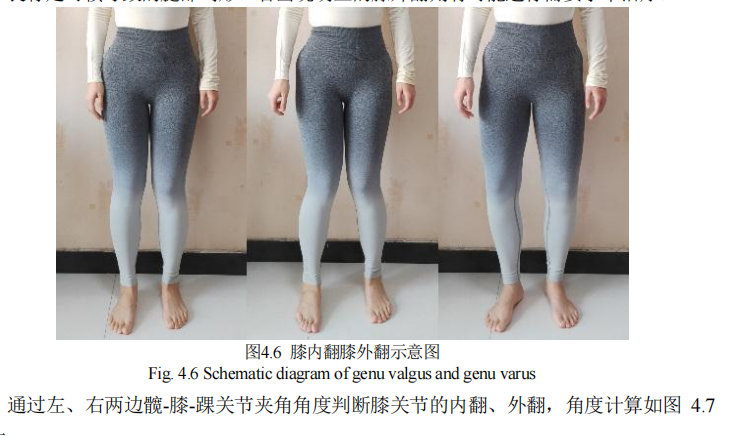 图4.6 膝内翻膝外翻示意图
Fig. 4.6 Schematic diagram of genu valgus and genu varus
通过左、右两边髋-膝-踝关节夹角角度判断膝关节的内翻、外翻，角度计算如图 4.7